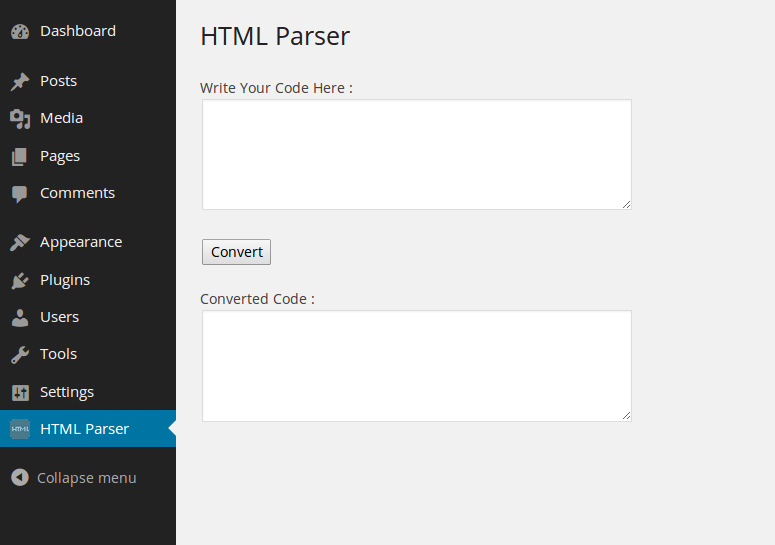 Dashboard
Posts
Media
Pages
Comments
Appearance
Plugins
Users
Tools
Settings
HTML
HTML Parser
Collapse menu
HTML Parser
Write Your Code Here :
Convert
Converted Code :